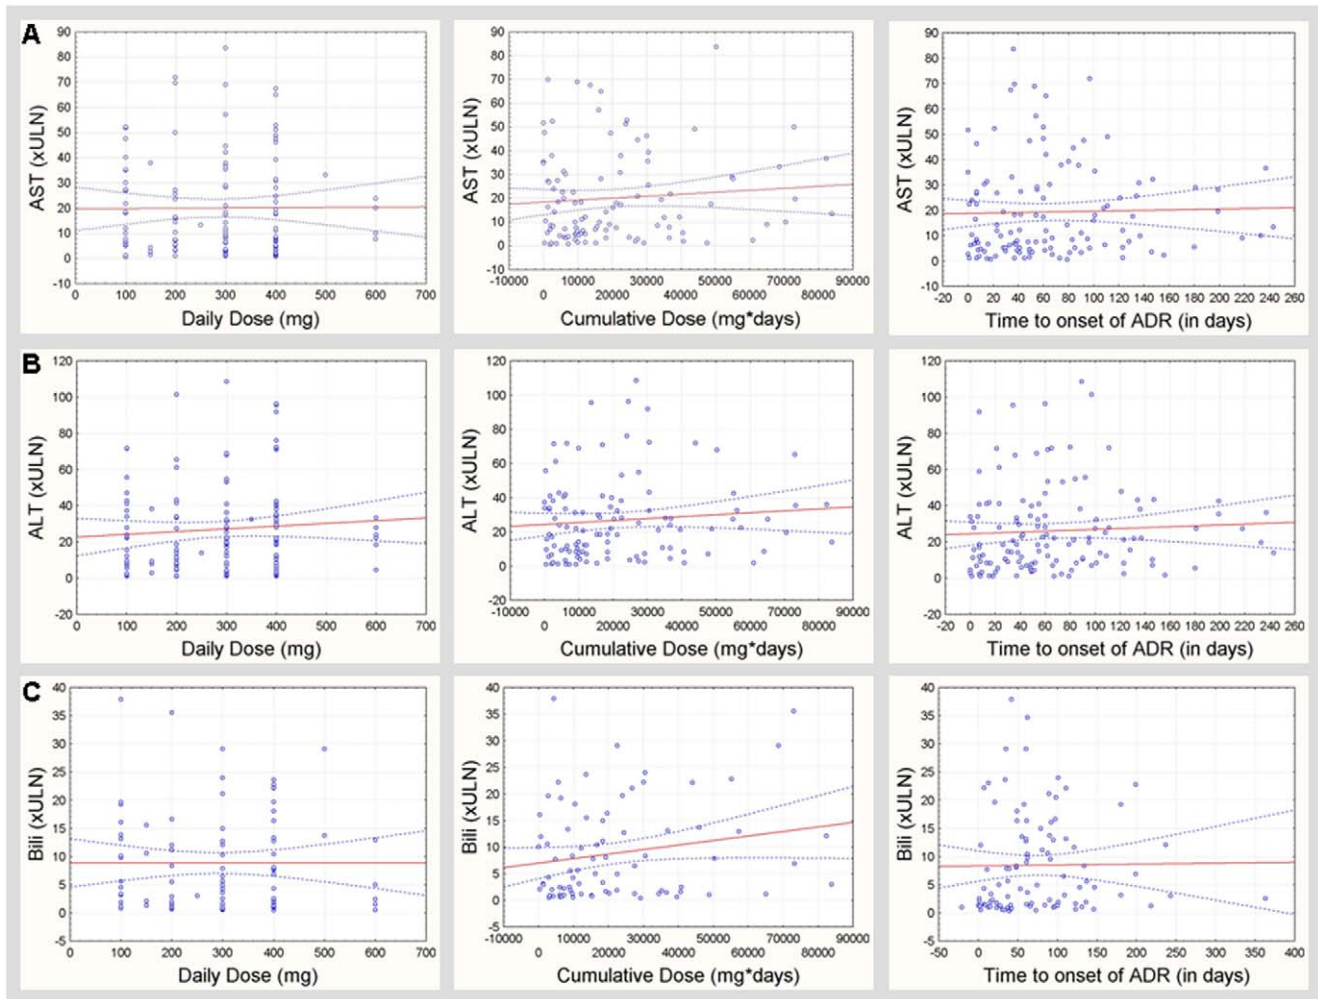 A
90
80
70
60
50
40
30
20
10
0
-10
AST (xULN)
0 100 200 300 400 500 600 700
Daily Dose (mg)
90
80
70
60
50
40
30
20
10
0
-10
AST (xULN)
-10000 10000 30000 50000 70000 90000
0 20000 40000 60000 80000
Cumulative Dose (mg*days)
90
80
70
60
50
40
30
20
10
0
-10
AST (xULN)
-20 0 20 40 60 80 100 120 140 160 180 200 220 240 260
Time to onset of ADR (in days)
B
120
100
80
60
40
20
0
-20
ALT (xULN)
0 100 200 300 400 500 600 700
Daily Dose (mg)
120
100
80
60
40
20
0
-20
ALT (xULN)
-10000 10000 30000 50000 70000 90000
0 20000 40000 60000 80000
Cumulative Dose (mg*days)
120
100
80
60
40
20
0
-20
ALT (xULN)
-20 0 20 40 60 80 100 120 140 160 180 200 220 240 260
Time to onset of ADR (in days)
C
40
35
30
25
20
15
10
5
0
-5
Bili (xULN)
0 100 200 300 400 500 600 700
Daily Dose (mg)
40
35
30
25
20
15
10
5
0
-5
Bili (xULN)
-10000 10000 30000 50000 70000 90000
0 20000 40000 60000 80000
Cumulative Dose (mg*days)
40
35
30
25
20
15
10
5
0
-5
Bili (xULN)
-50 0 50 100 150 200 250 300 350 400
Time to onset of ADR (in days)